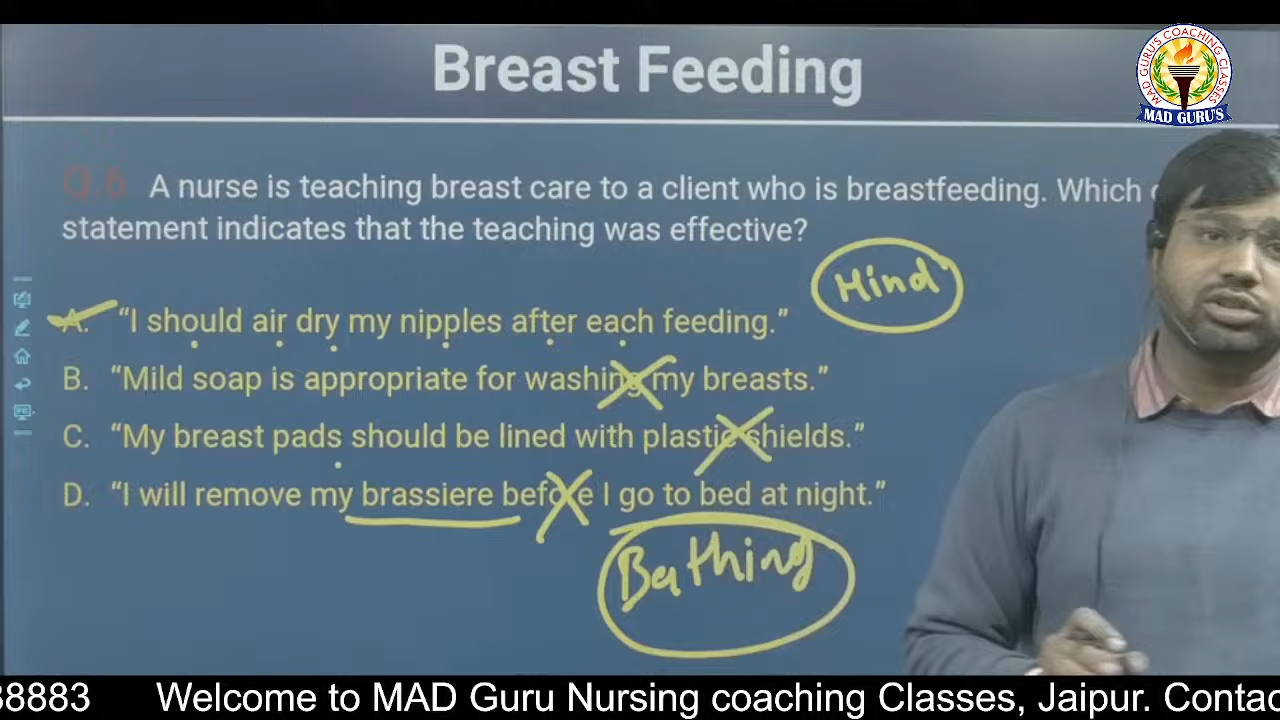 Breast Feeding
MAD GURU'S COACHING CLASSES
MAD GURU'S
Q.6 A nurse is teaching breast care to a client who is breastfeeding. Which
statement indicates that the teaching was effective?
Hind
A. “I should air dry my nipples after each feeding.”
B. “Mild soap is appropriate for washing my breasts.”
C. “My breast pads should be lined with plastic shields.”
D. “I will remove my brassiere before I go to bed at night.”
Bathing
38883 Welcome to MAD Guru Nursing coaching Classes, Jaipur. Contac